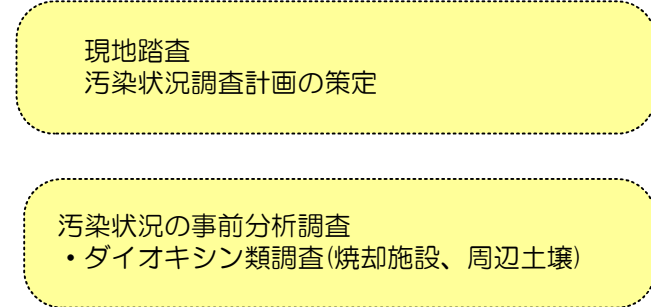 現地踏査
汚染状況調査計画の策定
汚染状況の事前分析調査
・ダイオキシン類調査(焼却施設、周辺土壌)